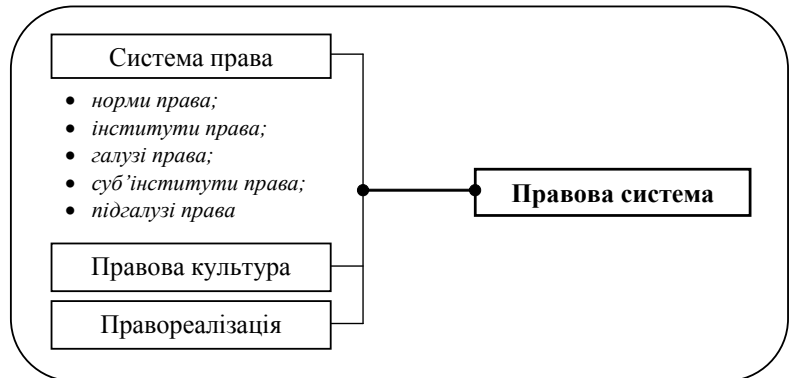 Система права
• норми права;
• інститути права;
• галузі права;
• суб’інститути права;
• підгалузі права
Правова система
Правова культура
Правореалізація